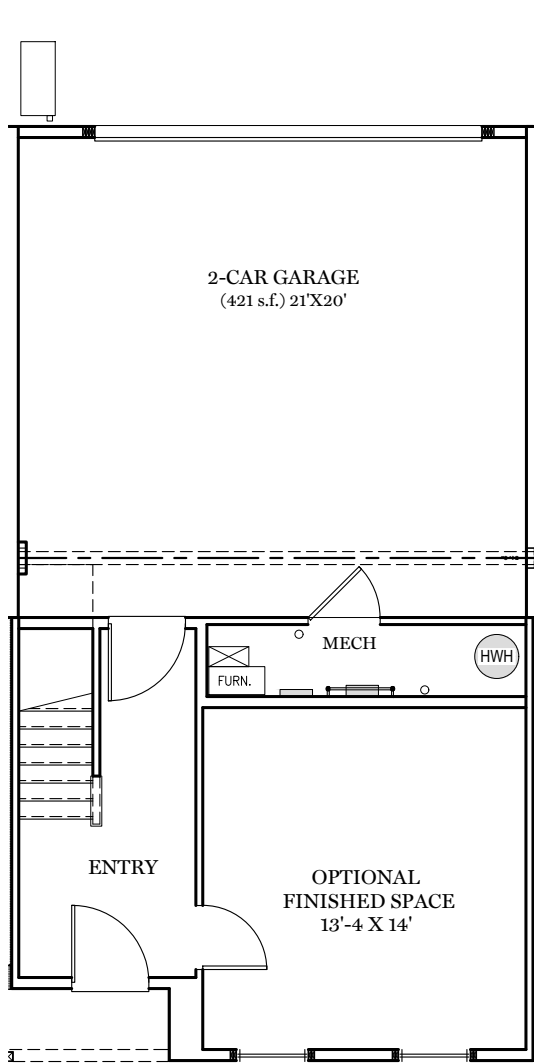 2-CAR GARAGE
(421 s.f.) 21'X20'
MECH
HWH
FURN.
ENTRY
OPTIONAL
FINISHED SPACE
13'-4 X 14'